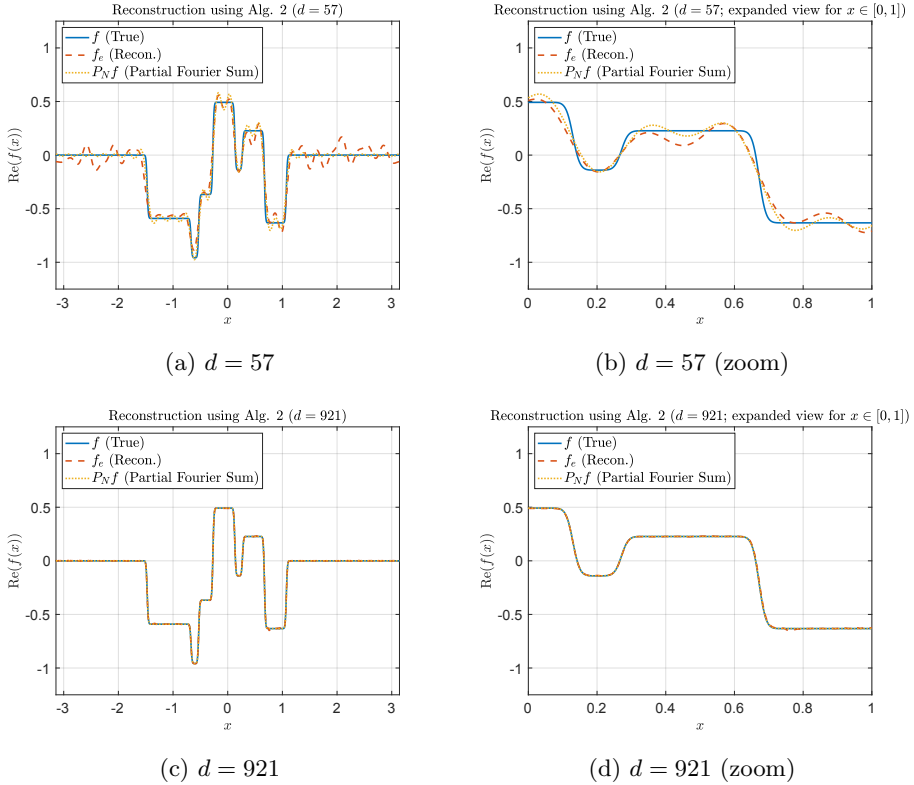 Reconstruction using Alg. 2 (d = 57)
f (True)
f_e (Recon.)
P_N f (Partial Fourier Sum)
1
0.5
0
-0.5
-1
Re(f(x))
-3 -2 -1 0 1 2 3
x
(a) d = 57
Reconstruction using Alg. 2 (d = 57; expanded view for x ∈ [0, 1])
f (True)
f_e (Recon.)
P_N f (Partial Fourier Sum)
1
0.5
0
-0.5
-1
Re(f(x))
0 0.2 0.4 0.6 0.8 1
x
(b) d = 57 (zoom)
Reconstruction using Alg. 2 (d = 921)
f (True)
f_e (Recon.)
P_N f (Partial Fourier Sum)
1
0.5
0
-0.5
-1
Re(f(x))
-3 -2 -1 0 1 2 3
x
(c) d = 921
Reconstruction using Alg. 2 (d = 921; expanded view for x ∈ [0, 1])
f (True)
f_e (Recon.)
P_N f (Partial Fourier Sum)
1
0.5
0
-0.5
-1
Re(f(x))
0 0.2 0.4 0.6 0.8 1
x
(d) d = 921 (zoom)